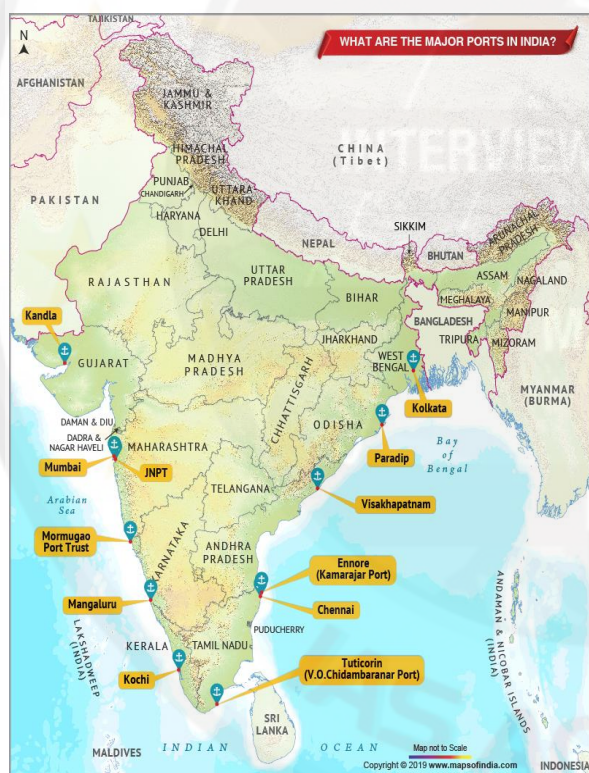 WHAT ARE THE MAJOR PORTS IN INDIA?
N
TAJIKISTAN
AFGHANISTAN
JAMMU &
KASHMIR
CHINA
(Tibet)
INTERVIEW
HIMACHAL
PRADESH
PUNJAB
CHANDIGARH
UTTARA
KHAND
PAKISTAN
HARYANA
DELHI
NEPAL
SIKKIM
BHUTAN
ARUNACHAL
PRADESH
RAJASTHAN
UTTAR
PRADESH
BIHAR
ASSAM
NAGALAND
MEGHALAYA
MANIPUR
BANGLADESH
TRIPURA
MIZORAM
Kandla
GUJARAT
MADHYA
PRADESH
JHARKHAND
WEST
BENGAL
CHHATTISGARH
MYANMAR
(BURMA)
Kolkata
ODISHA
DAMAN & DIU
DADRA &
NAGAR HAVELI
MAHARASHTRA
Paradip
Bay
of
Bengal
Mumbai
JNPT
TELANGANA
Visakhapatnam
Arabian
Sea
Mormugao
Port Trust
KARNATAKA
ANDHRA
PRADESH
Ennore
(Kamarajar Port)
Mangaluru
Chennai
PUDUCHERRY
ANDAMAN & NICOBAR ISLANDS
(INDIA)
LAKSHADWEEP
(INDIA)
KERALA
TAMIL NADU
Kochi
Tuticorin
(V.O.Chidambaranar Port)
SRI
LANKA
MALDIVES
INDIAN OCEAN
Map not to Scale
Copyright © 2019 www.mapsofindia.com
INDONESIA